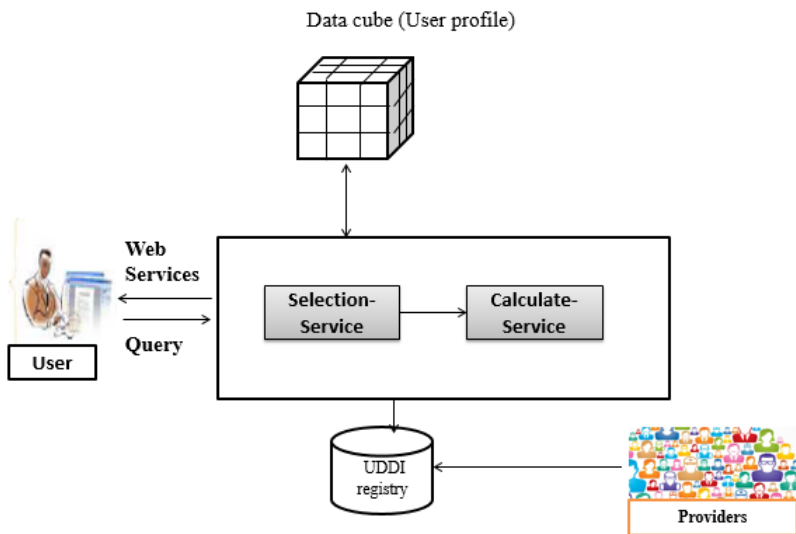 Data cube (User profile)
Web
Services
Selection-
Service
Calculate-
Service
Query
User
UDDI
registry
Providers